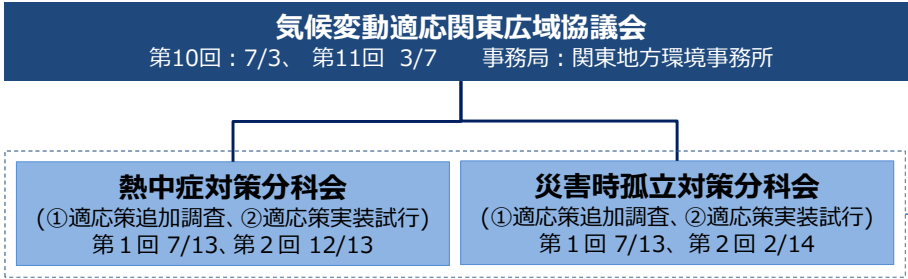 気候変動適応関東広域協議会
第10回：7/3、 第11回 3/7　　事務局：関東地方環境事務所
熱中症対策分科会
(①適応策追加調査、②適応策実装試行)
第１回 7/13、第２回 12/13
災害時孤立対策分科会
(①適応策追加調査、②適応策実装試行)
第１回 7/13、 第２回 2/14